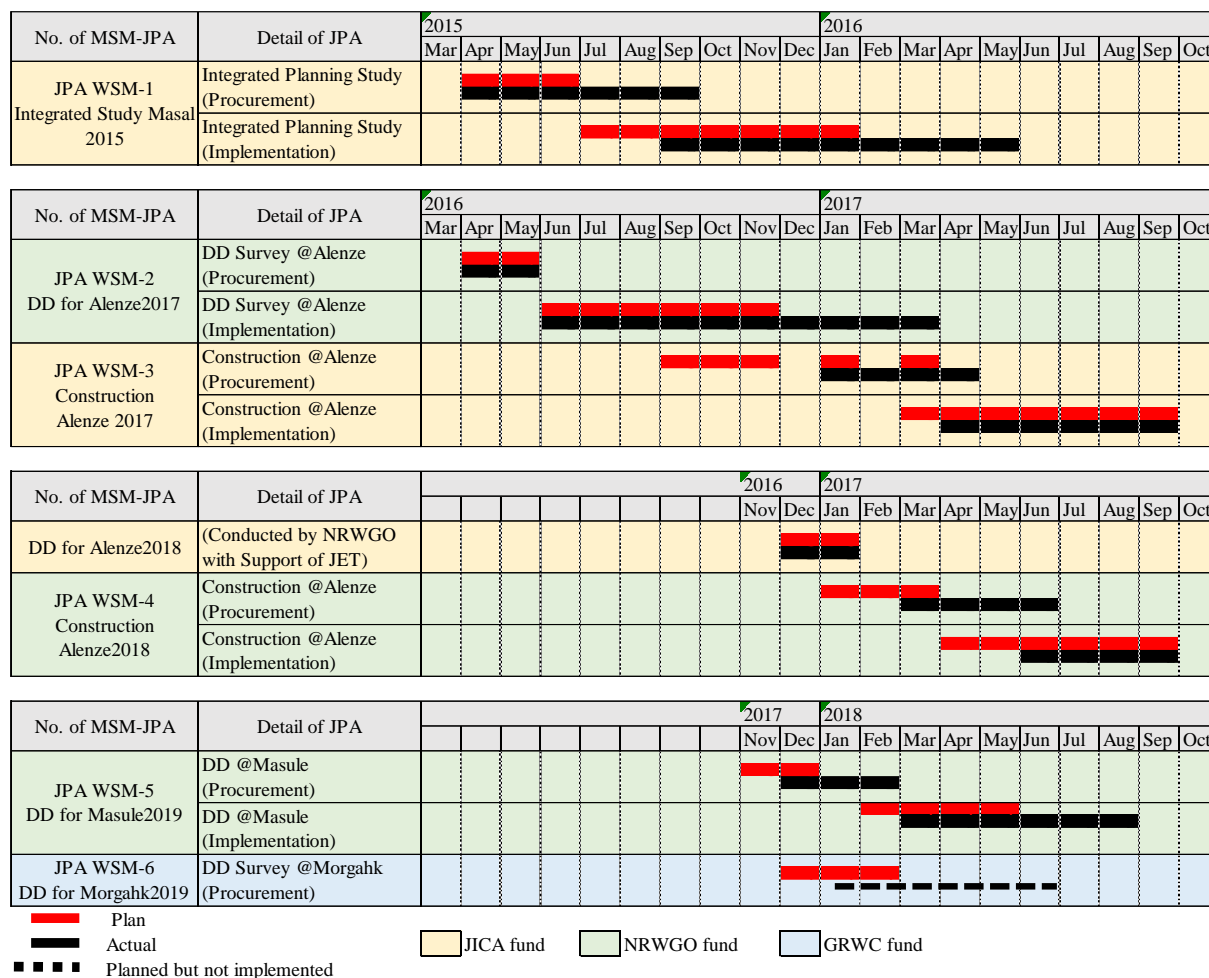 No. of MSM-JPA Detail of JPA 2015 2016
Mar Apr May Jun Jul Aug Sep Oct Nov Dec Jan Feb Mar Apr May Jun Jul Aug Sep Oct
JPA WSM-1
Integrated Study Masal
2015
Integrated Planning Study
(Procurement)
Integrated Planning Study
(Implementation)
No. of MSM-JPA Detail of JPA 2016 2017
Mar Apr May Jun Jul Aug Sep Oct Nov Dec Jan Feb Mar Apr May Jun Jul Aug Sep Oct
JPA WSM-2
DD for Alenze2017
DD Survey @Alenze
(Procurement)
DD Survey @Alenze
(Implementation)
JPA WSM-3
Construction
Alenze 2017
Construction @Alenze
(Procurement)
Construction @Alenze
(Implementation)
No. of MSM-JPA Detail of JPA 2016 2017
Nov Dec Jan Feb Mar Apr May Jun Jul Aug Sep Oct
DD for Alenze2018
(Conducted by NRWGO
with Support of JET)
JPA WSM-4
Construction
Alenze2018
Construction @Alenze
(Procurement)
Construction @Alenze
(Implementation)
No. of MSM-JPA Detail of JPA 2017 2018
Nov Dec Jan Feb Mar Apr May Jun Jul Aug Sep Oct
JPA WSM-5
DD for Masule2019
DD @Masule
(Procurement)
DD @Masule
(Implementation)
JPA WSM-6
DD for Morgahk2019
DD Survey @Morgahk
(Procurement)
Plan
Actual
Planned but not implemented
JICA fund NRWGO fund GRWC fund